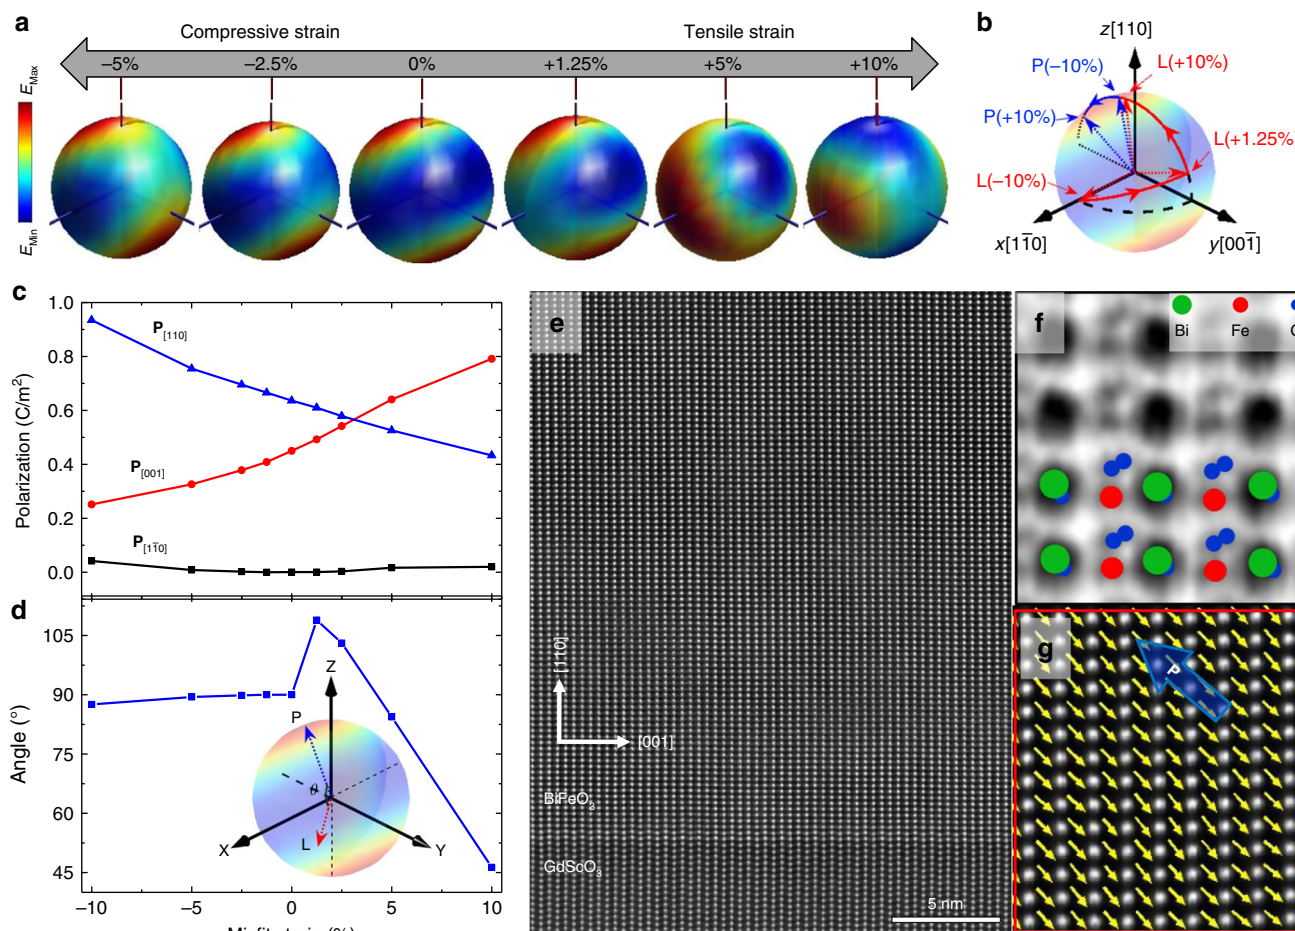 a
Compressive strain
Tensile strain
–5%
–2.5%
0%
+1.25%
+5%
+10%
E_Max
E_Min
b
z[110]
P(–10%)
L(+10%)
P(+10%)
L(+1.25%)
L(–10%)
x[11̄0]
y[001̄]
c
1.0
0.8
0.6
0.4
0.2
0.0
Polarization (C/m²)
P[110]
P[001]
P[11̄0]
d
105
90
75
60
45
Angle (°)
Z
P
θ
L
X
Y
–10
–5
0
5
10
e
[110]
[001]
BiFeO₃
GdScO₃
5 nm
f
Bi
Fe
g
P